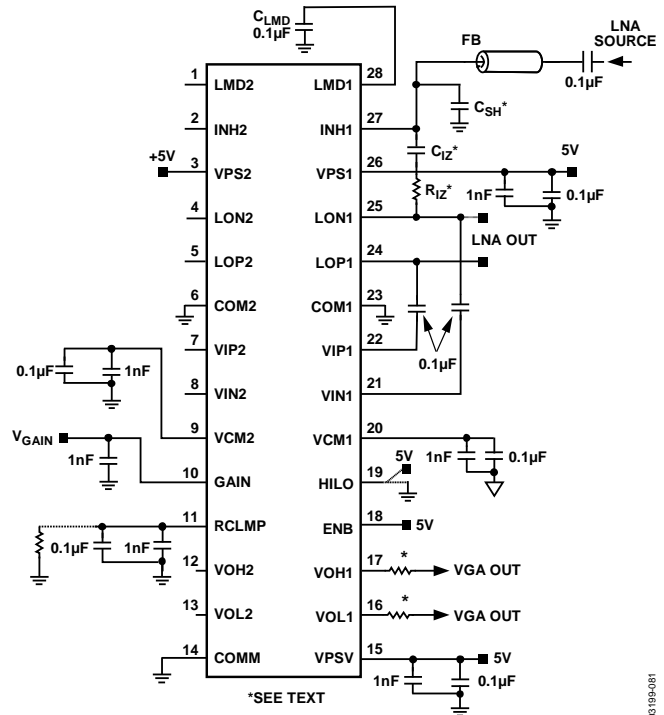 CLMD
0.1µF
FB
LNA
SOURCE
0.1µF
1 LMD2
LMD1 28
CSH*
2 INH2
INH1 27
CIZ*
+5V
3 VPS2
VPS1 26
5V
RIZ*
1nF
0.1µF
4 LON2
LON1 25
LNA OUT
5 LOP2
LOP1 24
6 COM2
COM1 23
7 VIP2
VIP1 22
0.1µF
0.1µF
1nF
8 VIN2
VIN1 21
9 VCM2
VCM1 20
VGAIN
1nF
1nF
0.1µF
10 GAIN
HILO 19
5V
11 RCLMP
ENB 18
5V
0.1µF
1nF
12 VOH2
VOH1 17
*
VGA OUT
13 VOL2
VOL1 16
*
VGA OUT
14 COMM
VPSV 15
5V
1nF
0.1µF
*SEE TEXT
03199-081